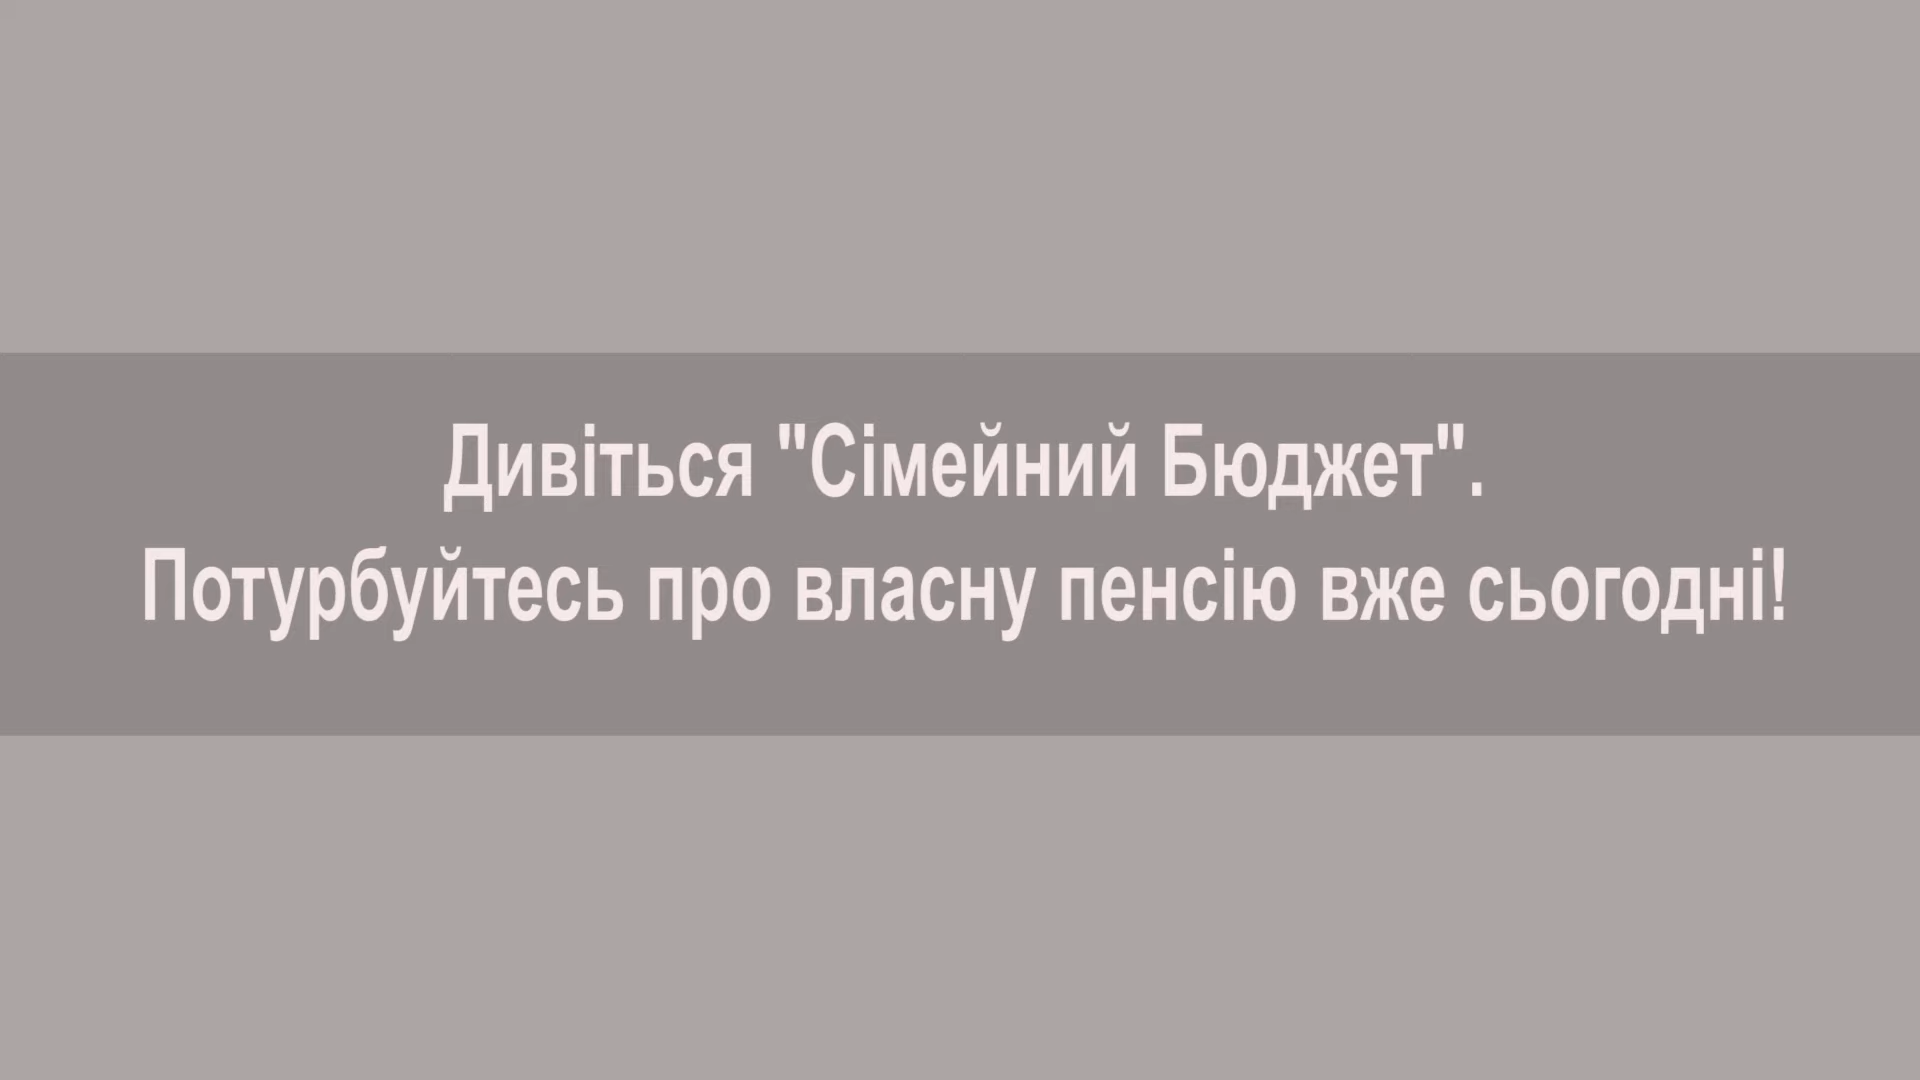 Дивіться "Сімейний Бюджет".
Потурбуйтесь про власну пенсію вже сьогодні!